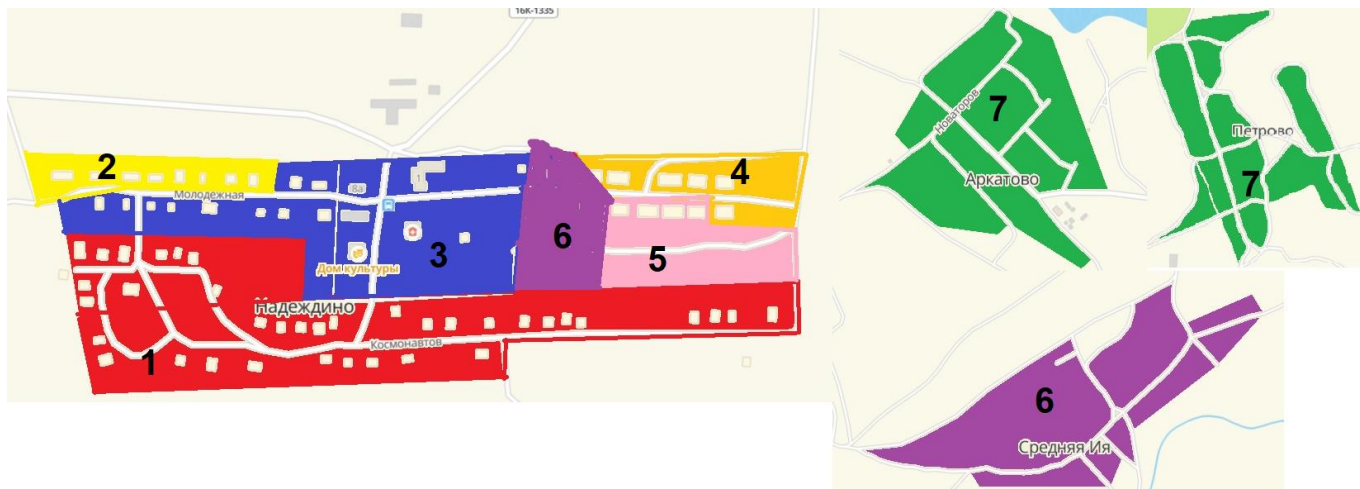 16К-1335
2
Молодежная
8а
1
4
3
6
5
Дом культуры
Надеждино
1
Космонавтов
Новаторов
7
Аркатово
Петрово
7
6
Средняя Ия